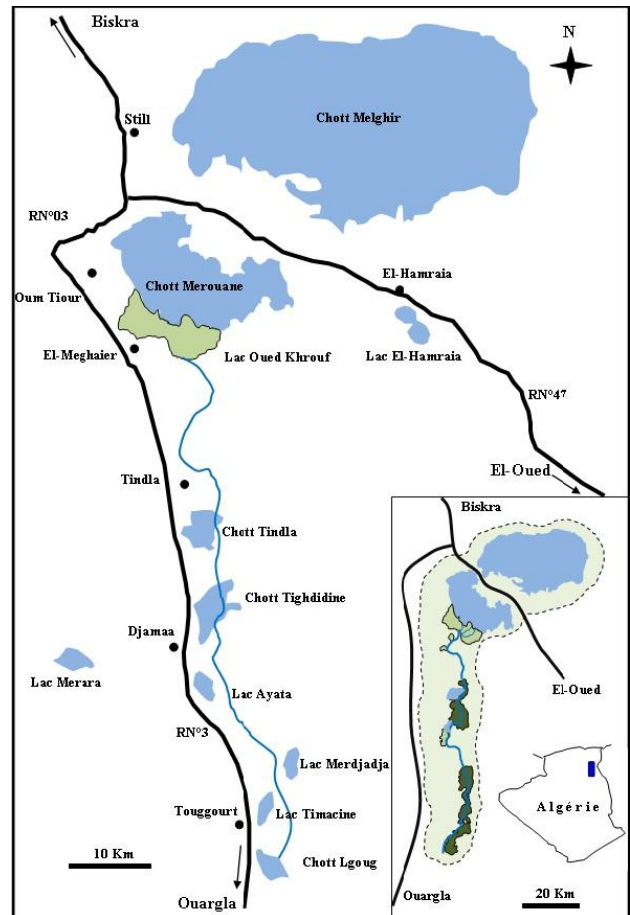 Biskra
N
Still
Chott Melghir
RN°03
Chott Merouane
El-Hamraia
Oum Tiour
El-Meghaier
Lac Oued Khrouf
Lac El-Hamraia
RN°47
El-Oued
Tindla
Chott Tindla
Chott Tighdidine
Djamaa
Lac Merara
Lac Ayata
RN°3
Lac Merdjadja
Lac Timacine
Touggourt
Chott Lgoug
10 Km
Ouargla
Biskra
El-Oued
Algérie
Ouargla
20 Km